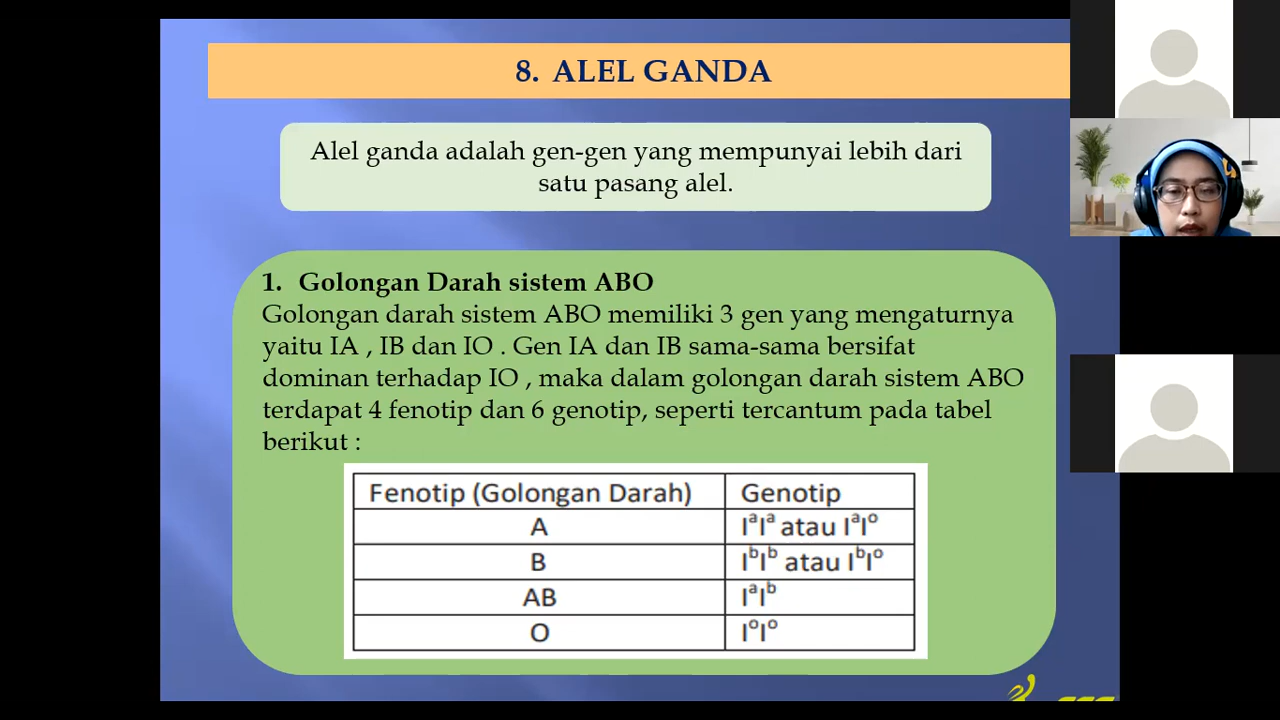 8. ALEL GANDA
Alel ganda adalah gen-gen yang mempunyai lebih dari
satu pasang alel.
1. Golongan Darah sistem ABO
Golongan darah sistem ABO memiliki 3 gen yang mengaturnya
yaitu IA , IB dan IO . Gen IA dan IB sama-sama bersifat
dominan terhadap IO , maka dalam golongan darah sistem ABO
terdapat 4 fenotip dan 6 genotip, seperti tercantum pada tabel
berikut :
Fenotip (Golongan Darah) Genotip
A IᵃIᵃ atau IᵃIᵒ
B IᵇIᵇ atau IᵇIᵒ
AB IᵃIᵇ
O IᵒIᵒ